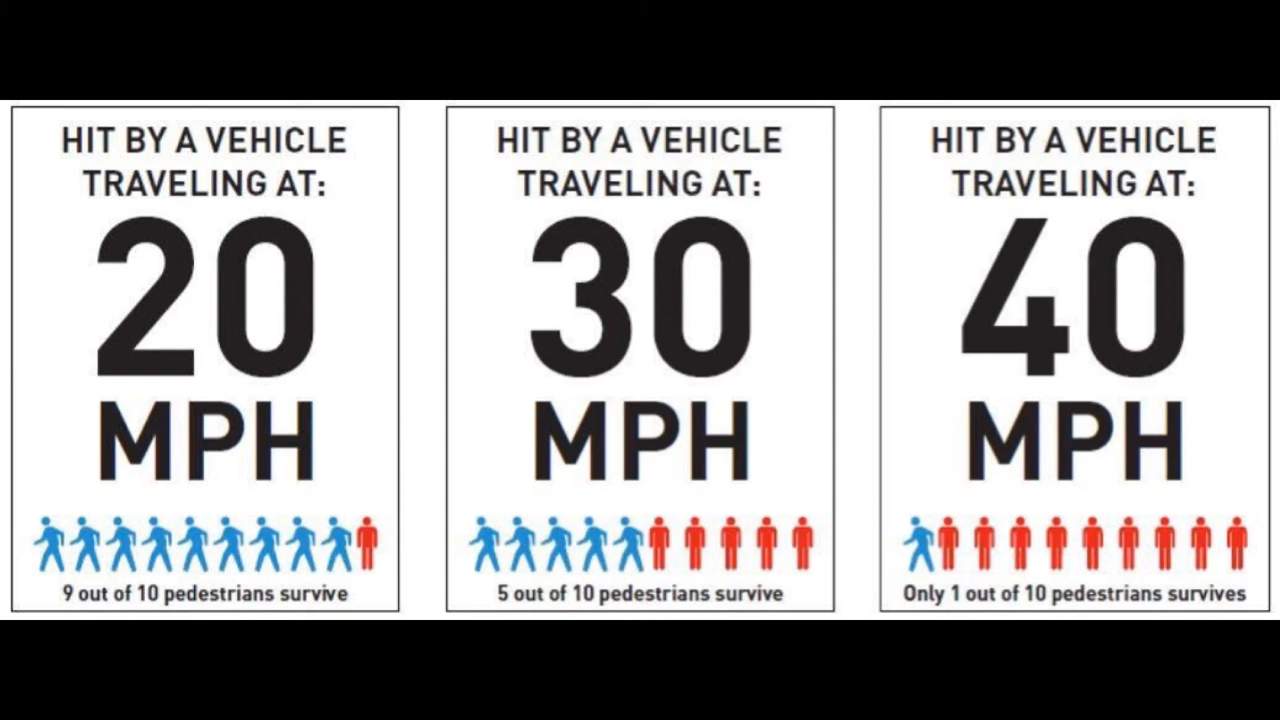 HIT BY A VEHICLE
TRAVELING AT:
20
MPH
9 out of 10 pedestrians survive
HIT BY A VEHICLE
TRAVELING AT:
30
MPH
5 out of 10 pedestrians survive
HIT BY A VEHICLE
TRAVELING AT:
40
MPH
Only 1 out of 10 pedestrians survives